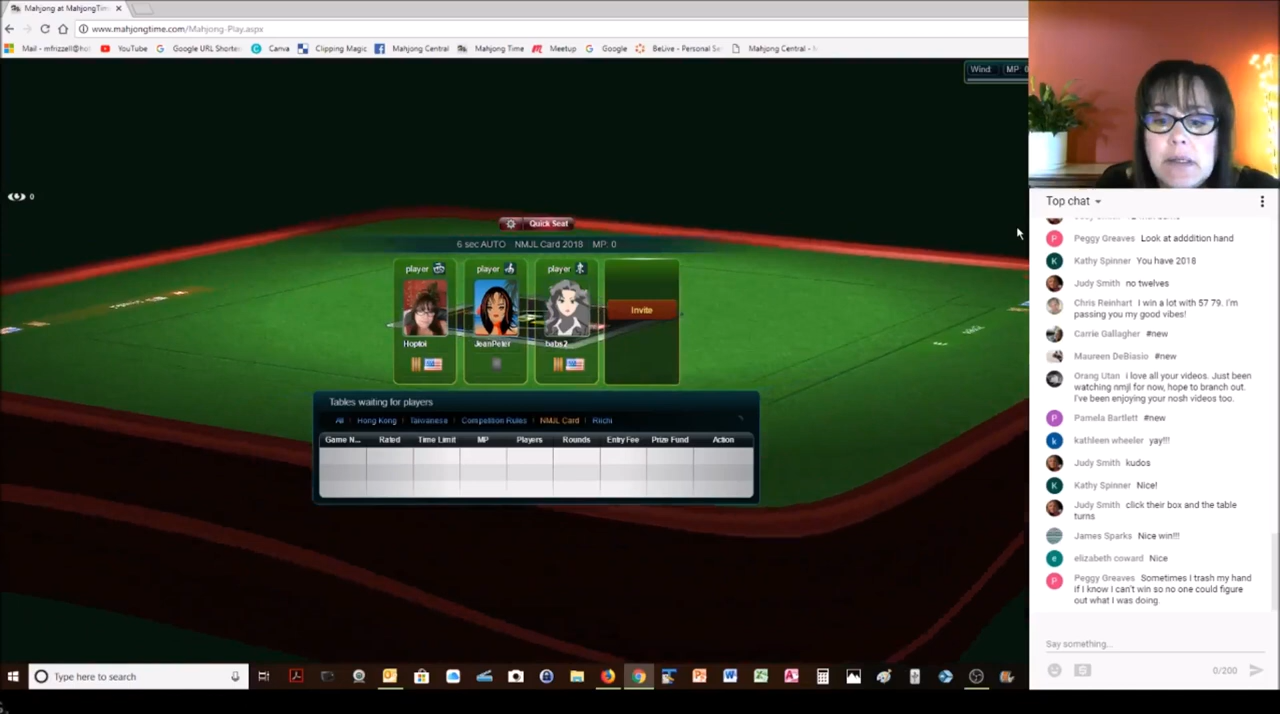 Mahjong at MahjongTime
www.mahjongtime.com/Mahjong-Play.aspx
Mail - mfrizzell@ho
YouTube
Google URL Shorte
Canva
Clipping Magic
Mahjong Central
Mahjong Time
Meetup
Google
BeLive - Personal Se
Mahjong Central -
Wind
MP: 0
0
Quick Seat
6 sec AUTO NMJL Card 2018 MP: 0
player
player
player
Invite
Hoptoi
JeanPeter
babs2
Tables waiting for players
All Hong Kong Taiwanese Competition Rules NMJL Card Riichi
Game N... Rated Time Limit MP Players Rounds Entry Fee Prize Fund Action
Type here to search
Top chat
Peggy Greaves Look at adddition hand
Kathy Spinner You have 2018
Judy Smith no twelves
Chris Reinhart I win a lot with 57 79. I'm
passing you my good vibes!
Carrie Gallagher #new
Maureen DeBiasio #new
Orang Utan i love all your videos. Just been
watching nmjl for now, hope to branch out.
I've been enjoying your nosh videos too.
Pamela Bartlett #new
kathleen wheeler yay!!!
Judy Smith kudos
Kathy Spinner Nice!
Judy Smith click their box and the table
turns
James Sparks Nice win!!!
elizabeth coward Nice
Peggy Greaves Sometimes I trash my hand
if I know I can't win so no one could figure
out what I was doing.
Say something...
0/200